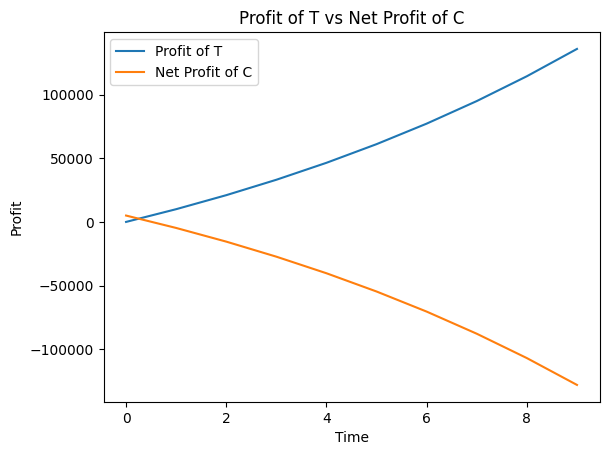 Profit of T vs Net Profit of C
Profit of T
Net Profit of C
100000
50000
0
−50000
−100000
Profit
0 2 4 6 8
Time